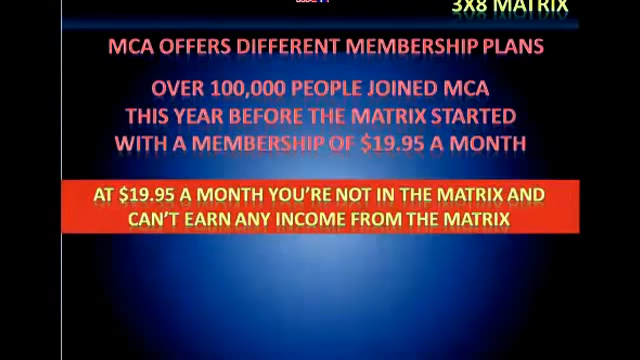 3X8 MATRIX
MCA OFFERS DIFFERENT MEMBERSHIP PLANS
OVER 100,000 PEOPLE JOINED MCA
THIS YEAR BEFORE THE MATRIX STARTED
WITH A MEMBERSHIP OF $19.95 A MONTH
AT $19.95 A MONTH YOU'RE NOT IN THE MATRIX AND
CAN'T EARN ANY INCOME FROM THE MATRIX